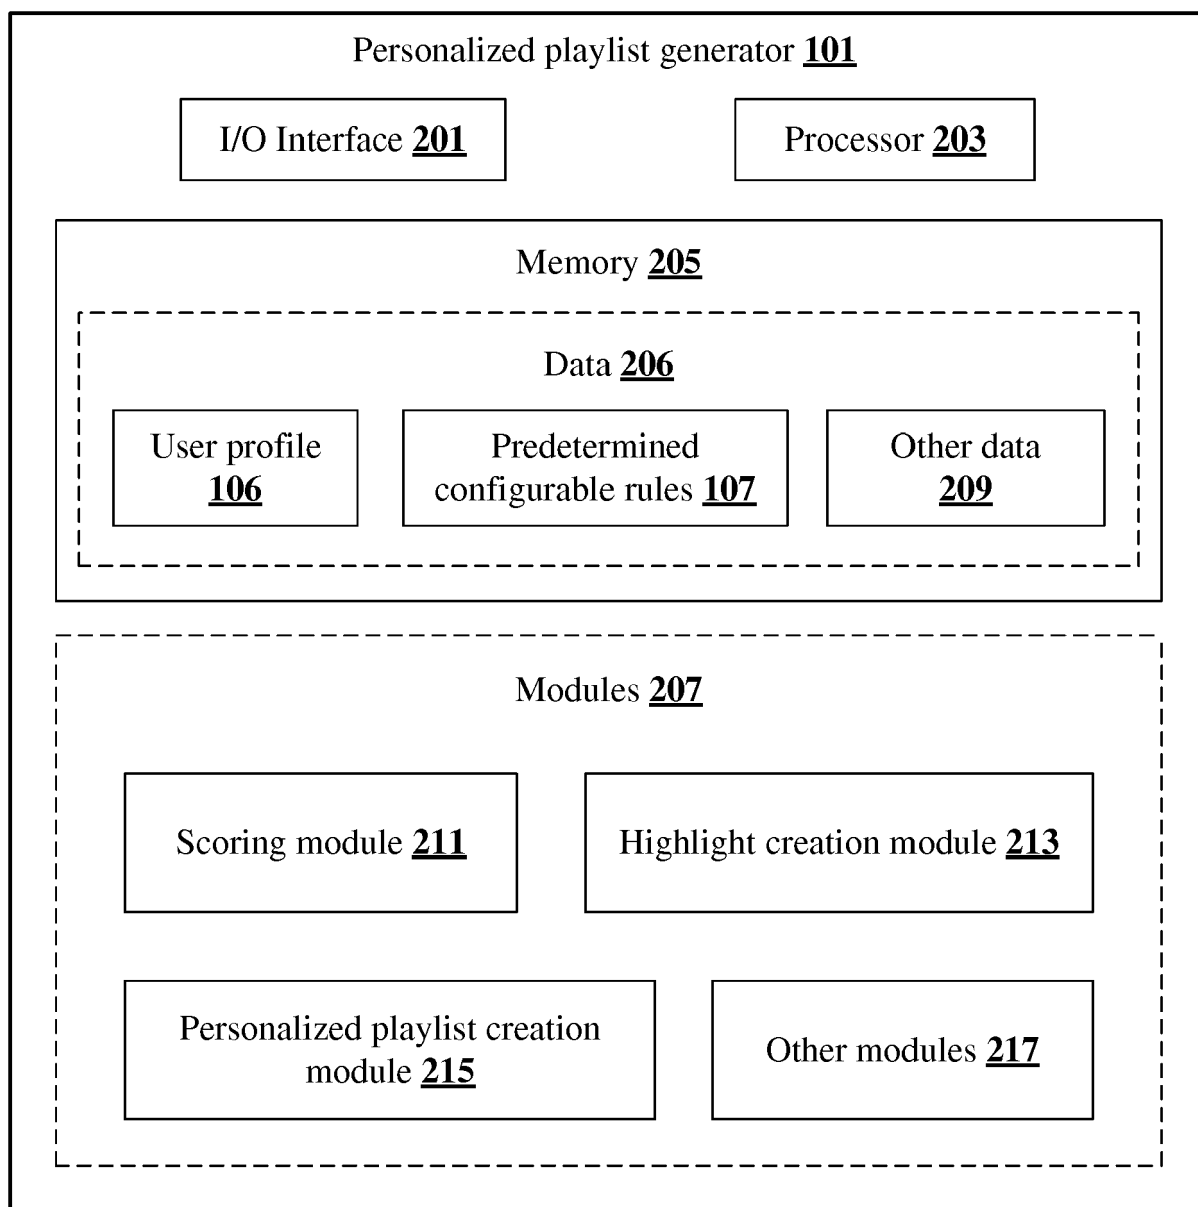 Personalized playlist generator 101
I/O Interface 201
Processor 203
Memory 205
Data 206
User profile
106
Predetermined
configurable rules 107
Other data
209
Modules 207
Scoring module 211
Highlight creation module 213
Personalized playlist creation
module 215
Other modules 217